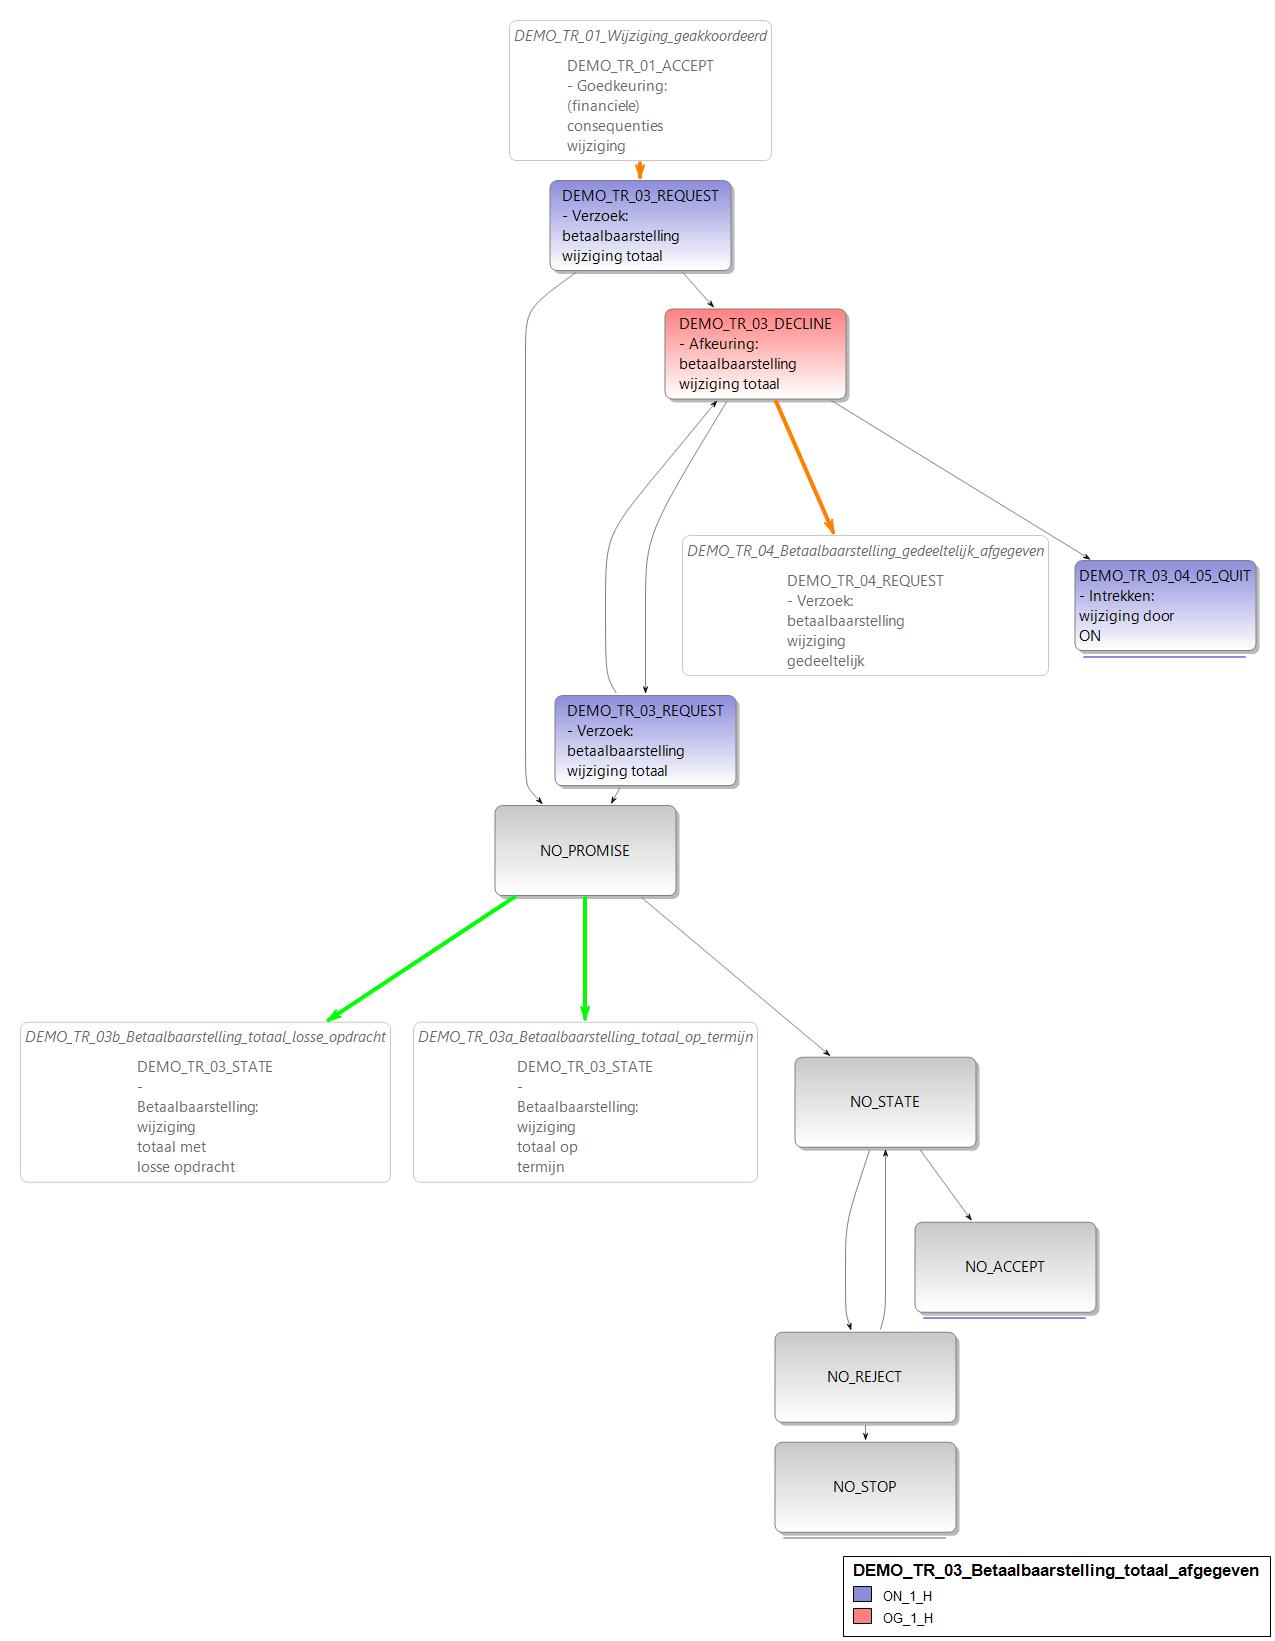 DEMO_TR_01_Wijziging_geakkoordeerd
DEMO_TR_01_ACCEPT
- Goedkeuring:
(financiele)
consequenties
wijziging
DEMO_TR_03_REQUEST
- Verzoek:
betaalbaarstelling
wijziging totaal
DEMO_TR_03_DECLINE
- Afkeuring:
betaalbaarstelling
wijziging totaal
DEMO_TR_04_Betaalbaarstelling_gedeeltelijk_afgegeven
DEMO_TR_04_REQUEST
- Verzoek:
betaalbaarstelling
wijziging
gedeeltelijk
DEMO_TR_03_04_05_QUIT
- Intrekken:
wijziging door
ON
DEMO_TR_03_REQUEST
- Verzoek:
betaalbaarstelling
wijziging totaal
NO_PROMISE
DEMO_TR_03b_Betaalbaarstelling_totaal_losse_opdracht
DEMO_TR_03_STATE
-
Betaalbaarstelling:
wijziging
totaal met
losse opdracht
DEMO_TR_03a_Betaalbaarstelling_totaal_op_termijn
DEMO_TR_03_STATE
-
Betaalbaarstelling:
wijziging
totaal op
termijn
NO_STATE
NO_ACCEPT
NO_REJECT
NO_STOP
DEMO_TR_03_Betaalbaarstelling_totaal_afgegeven
ON_1_H
OG_1_H